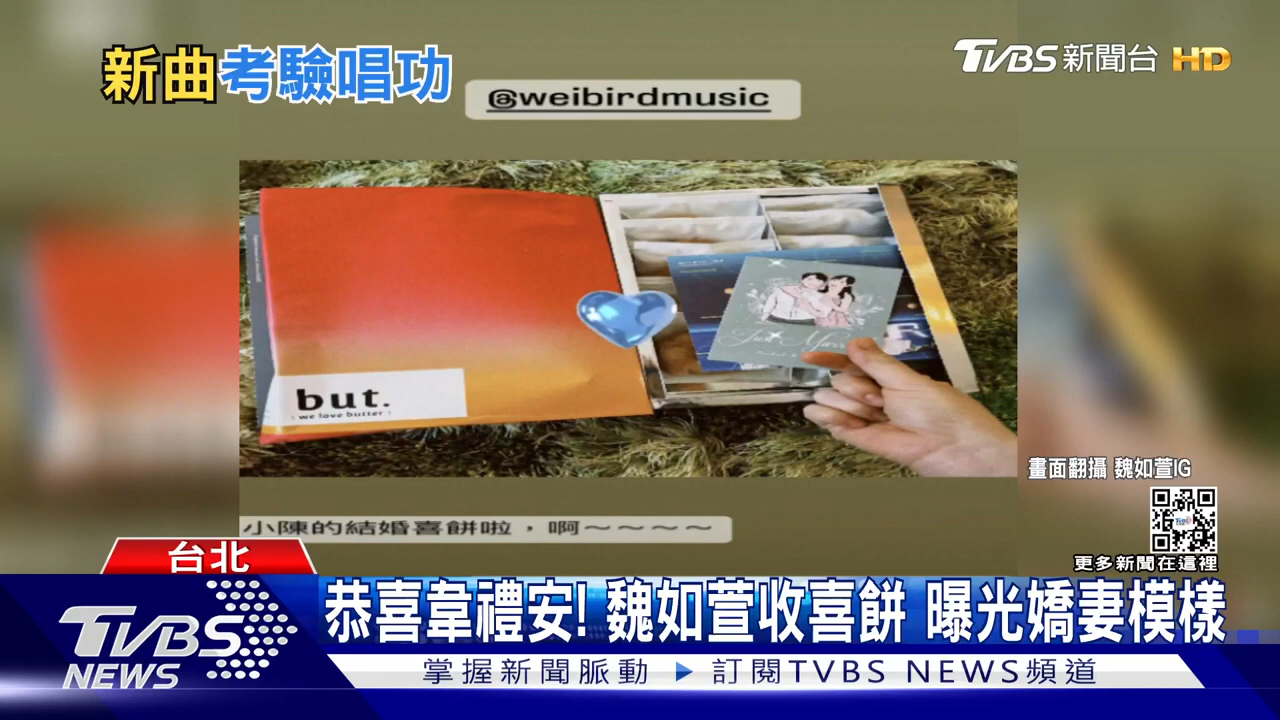 新曲考驗唱功
TVBS新聞台 HD
@weibirdmusic
but.
we love butter
畫面翻攝 魏如萱IG
小陳的結婚喜餅啦，啊～～～～
更多新聞在這裡
台北
恭喜韋禮安! 魏如萱收喜餅 曝光嬌妻模樣
TVBS NEWS
掌握新聞脈動 ▶ 訂閱TVBS NEWS頻道